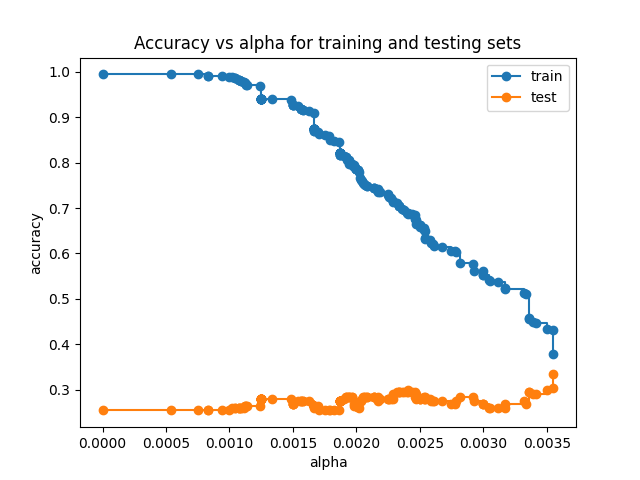 Accuracy vs alpha for training and testing sets
train
test
accuracy
1.0
0.9
0.8
0.7
0.6
0.5
0.4
0.3
0.0000 0.0005 0.0010 0.0015 0.0020 0.0025 0.0030 0.0035
alpha